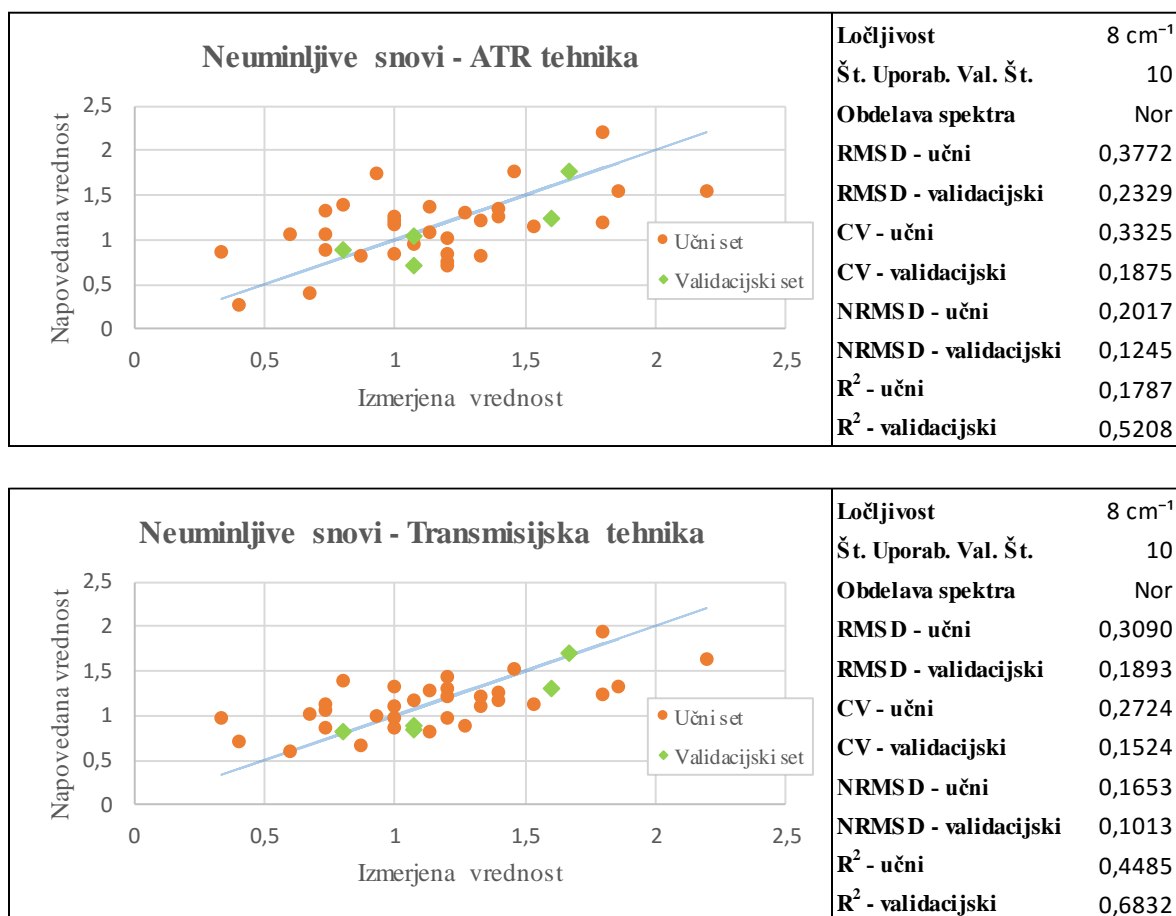 Neuminljive snovi - ATR tehnika
Napovedana vrednost
2,5
2
1,5
1
0,5
0
0 0,5 1 1,5 2 2,5
Izmerjena vrednost
Učni set
Validacijski set
Ločljivost 8 cm⁻¹
Št. Uporab. Val. Št. 10
Obdelava spektra Nor
RMSD - učni 0,3772
RMSD - validacijski 0,2329
CV - učni 0,3325
CV - validacijski 0,1875
NRMSD - učni 0,2017
NRMSD - validacijski 0,1245
R² - učni 0,1787
R² - validacijski 0,5208
Neuminljive snovi - Transmisijska tehnika
Napovedana vrednost
2,5
2
1,5
1
0,5
0
0 0,5 1 1,5 2 2,5
Izmerjena vrednost
Učni set
Validacijski set
Ločljivost 8 cm⁻¹
Št. Uporab. Val. Št. 10
Obdelava spektra Nor
RMSD - učni 0,3090
RMSD - validacijski 0,1893
CV - učni 0,2724
CV - validacijski 0,1524
NRMSD - učni 0,1653
NRMSD - validacijski 0,1013
R² - učni 0,4485
R² - validacijski 0,6832